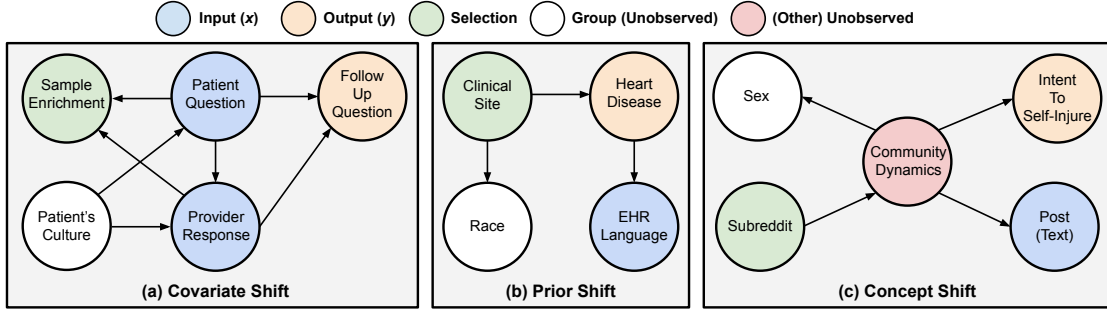 Input (x)
Output (y)
Selection
Group (Unobserved)
(Other) Unobserved
Sample
Enrichment
Patient
Question
Follow
Up
Question
Patient's
Culture
Provider
Response
(a) Covariate Shift
Clinical
Site
Heart
Disease
Race
EHR
Language
(b) Prior Shift
Sex
Intent
To
Self-Injure
Community
Dynamics
Subreddit
Post
(Text)
(c) Concept Shift